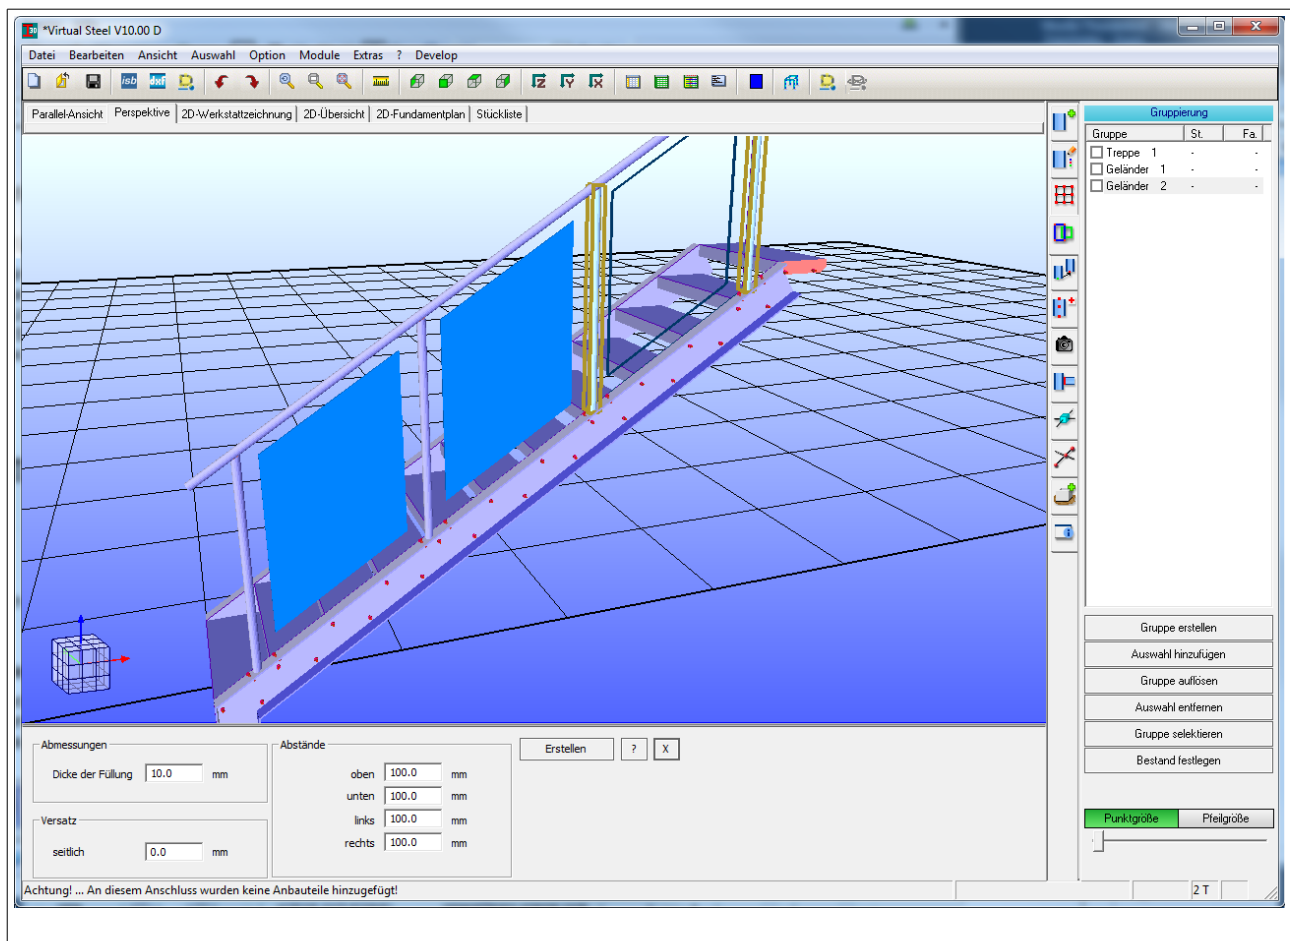 *Virtual Steel V10.00 D
Datei Bearbeiten Ansicht Auswahl Option Module Extras ? Develop
isb dxf Z Y X
Parallel-Ansicht Perspektive 2D-Werkstattzeichnung 2D-Übersicht 2D-Fundamentplan Stückliste
Gruppierung
Gruppe St. Fa.
Treppe 1 - -
Geländer 1 - -
Geländer 2 - -
Gruppe erstellen
Auswahl hinzufügen
Gruppe auflösen
Auswahl entfernen
Gruppe selektieren
Bestand festlegen
Punktgröße Pfeilgröße
Abmessungen
Dicke der Füllung 10.0 mm
Versatz
seitlich 0.0 mm
Abstände
oben 100.0 mm
unten 100.0 mm
links 100.0 mm
rechts 100.0 mm
Erstellen ? X
Achtung! ... An diesem Anschluss wurden keine Anbauteile hinzugefügt!
2 T